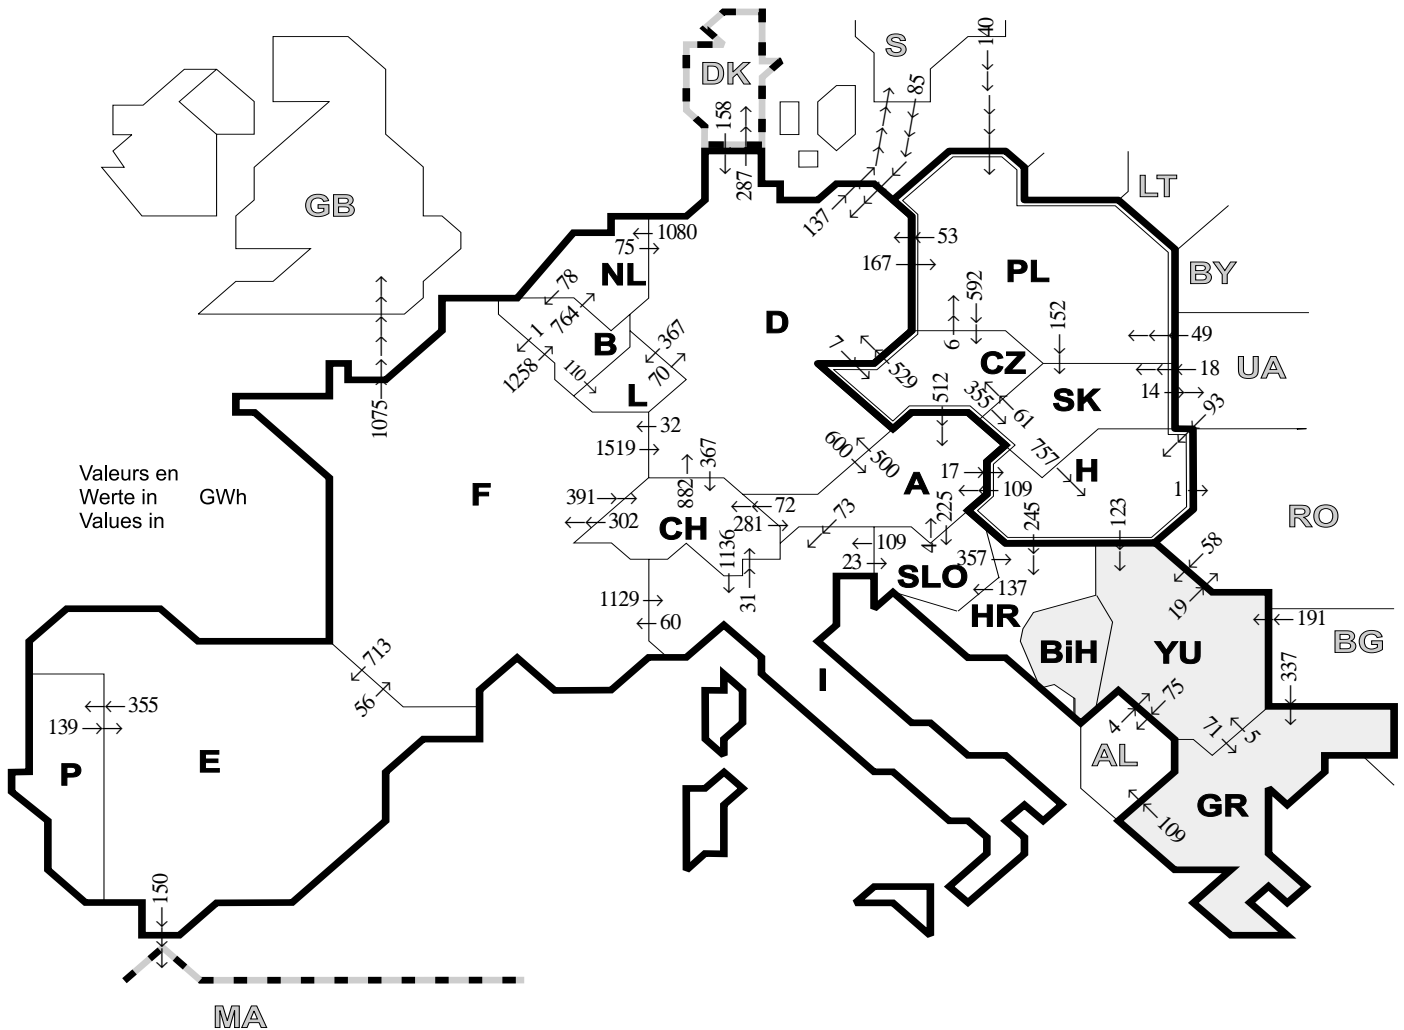 S
140
DK
85
158
GB
287
137
LT
1080
53
75
BY
NL
167
PL
78
592
764
D
152
1
B
6
367
7
49
CZ
1258
110
70
529
18
UA
512
355
14
L
61
SK
93
1075
32
600
500
757
1519
367
17
H
Valeurs en
Werte in
GWh
Values in
391
882
A
109
1
F
302
CH
72
281
73
225
245
123
RO
1136
109
4
58
23
SLO
357
1129
31
137
19
60
HR
191
BG
713
BiH
YU
337
56
I
75
355
4
71
5
139
AL
P
E
GR
109
150
MA